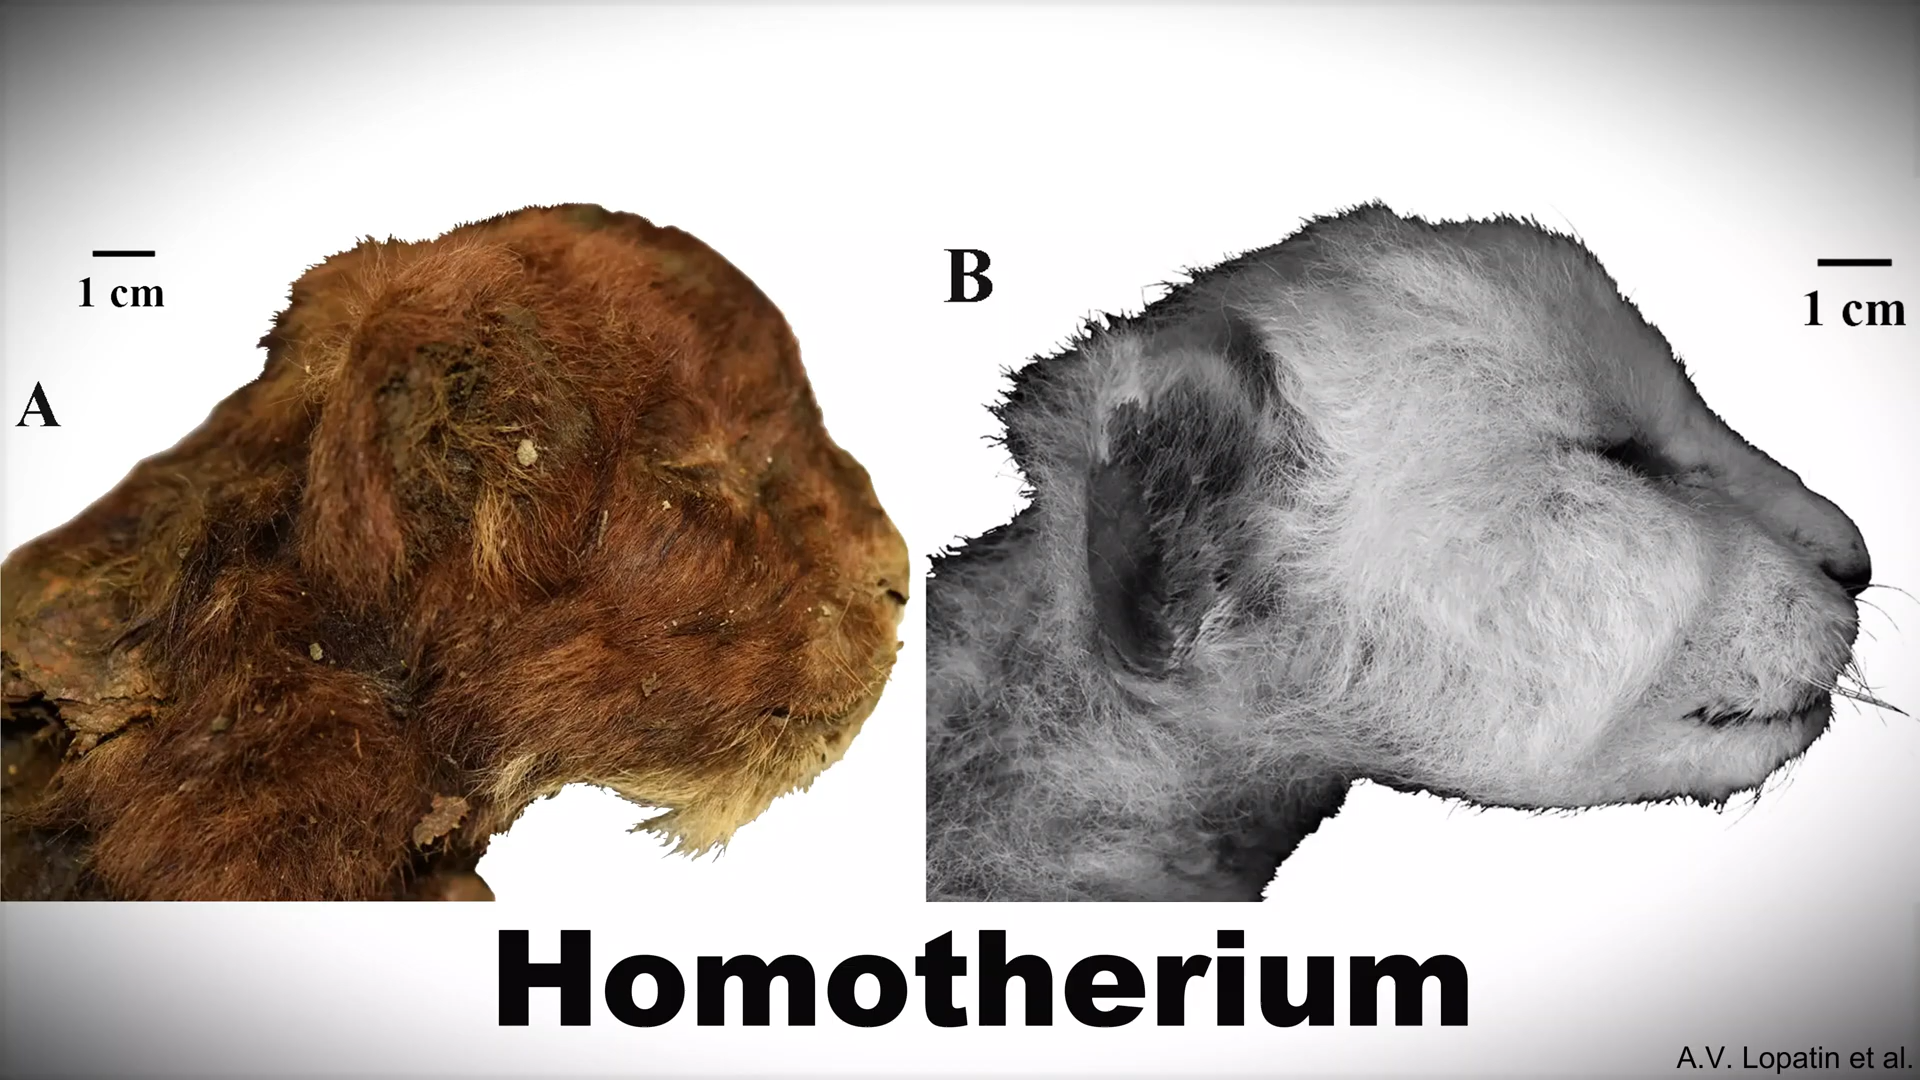 1 cm
A
B
1 cm
Homotherium
A.V. Lopatin et al.